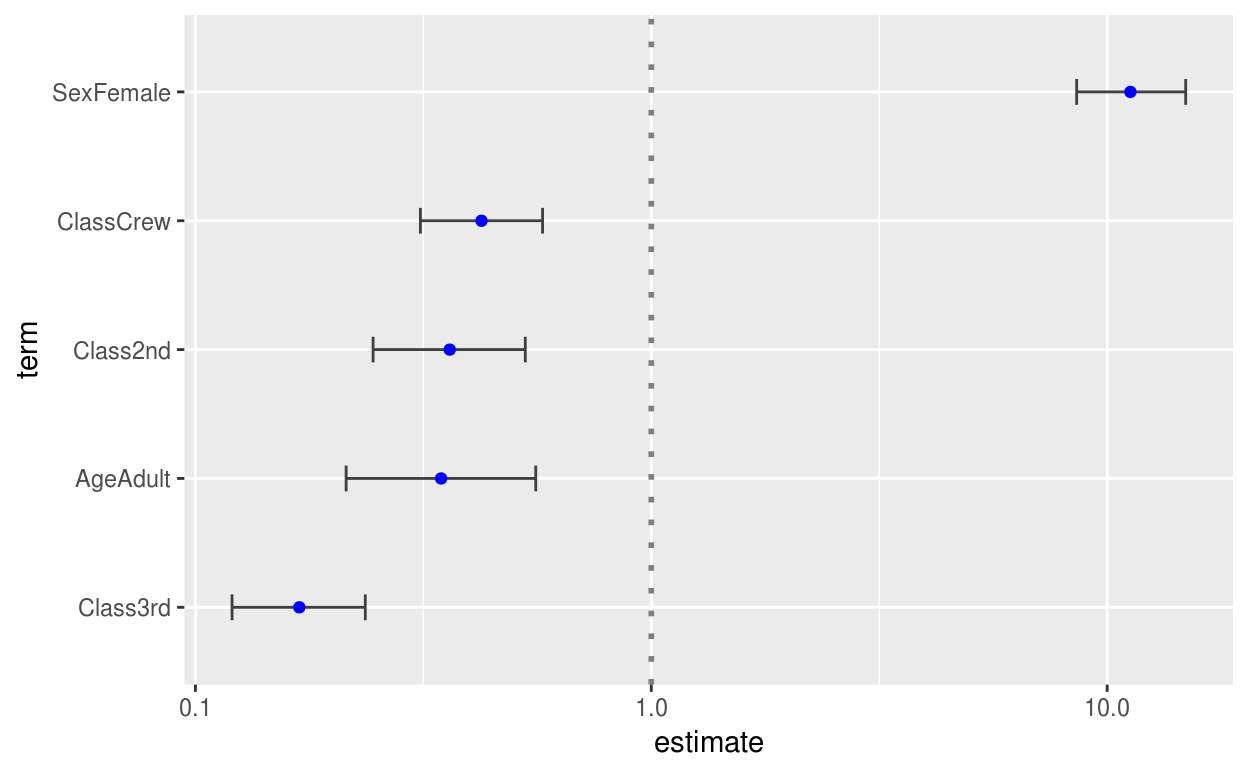 SexFemale
ClassCrew
Class2nd
AgeAdult
Class3rd
term
0.1 1.0 10.0
estimate